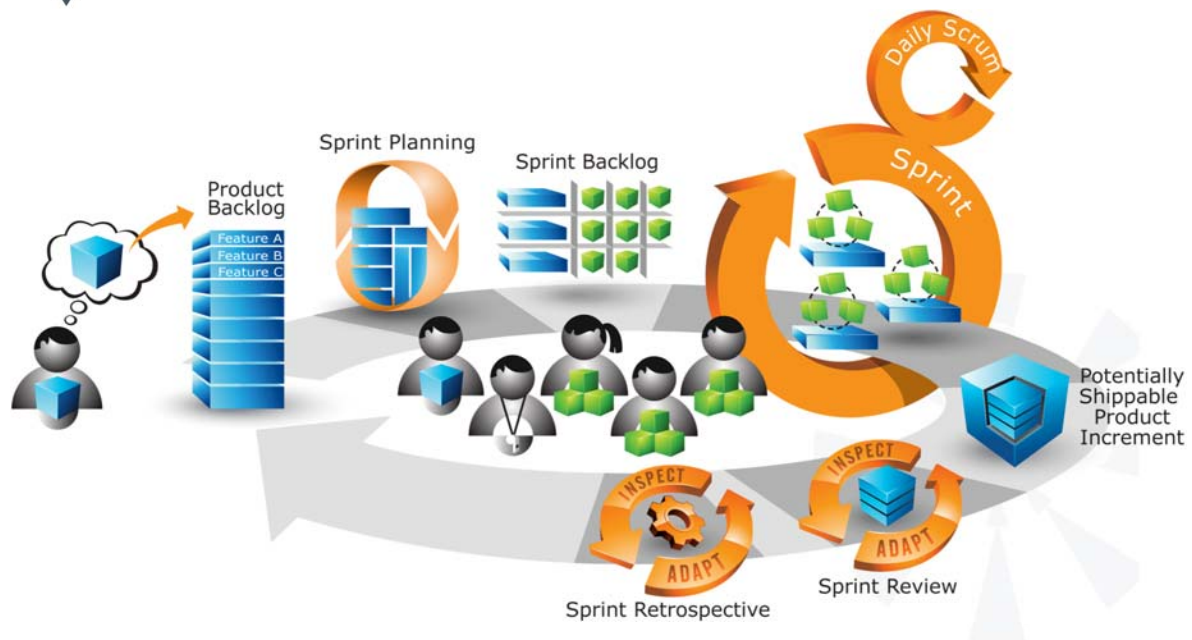 Daily Scrum
Sprint
Sprint Planning
Sprint Backlog
Product
Backlog
Feature A
Feature B
Feature C
Potentially
Shippable
Product
Increment
INSPECT
ADAPT
Sprint Review
INSPECT
ADAPT
Sprint Retrospective